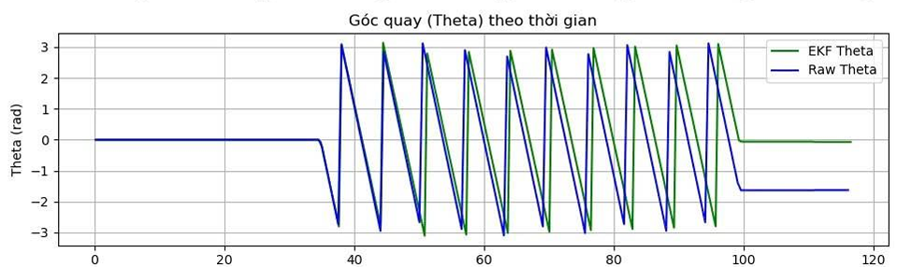 Góc quay (Theta) theo thời gian
Theta (rad)
3
2
1
0
−1
−2
−3
EKF Theta
Raw Theta
0 20 40 60 80 100 120